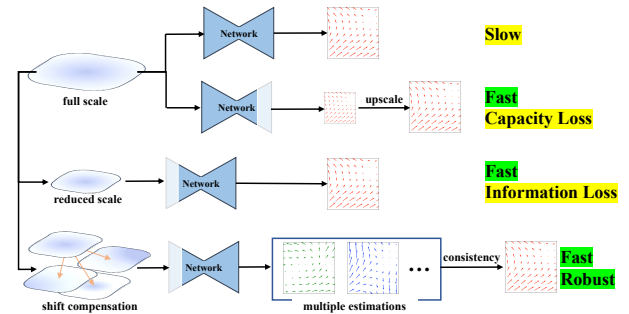 Network
Slow
full scale
Network
upscale
Fast
Capacity Loss
Network
reduced scale
Fast
Information Loss
Network
...
consistency
Fast
Robust
shift compensation
multiple estimations